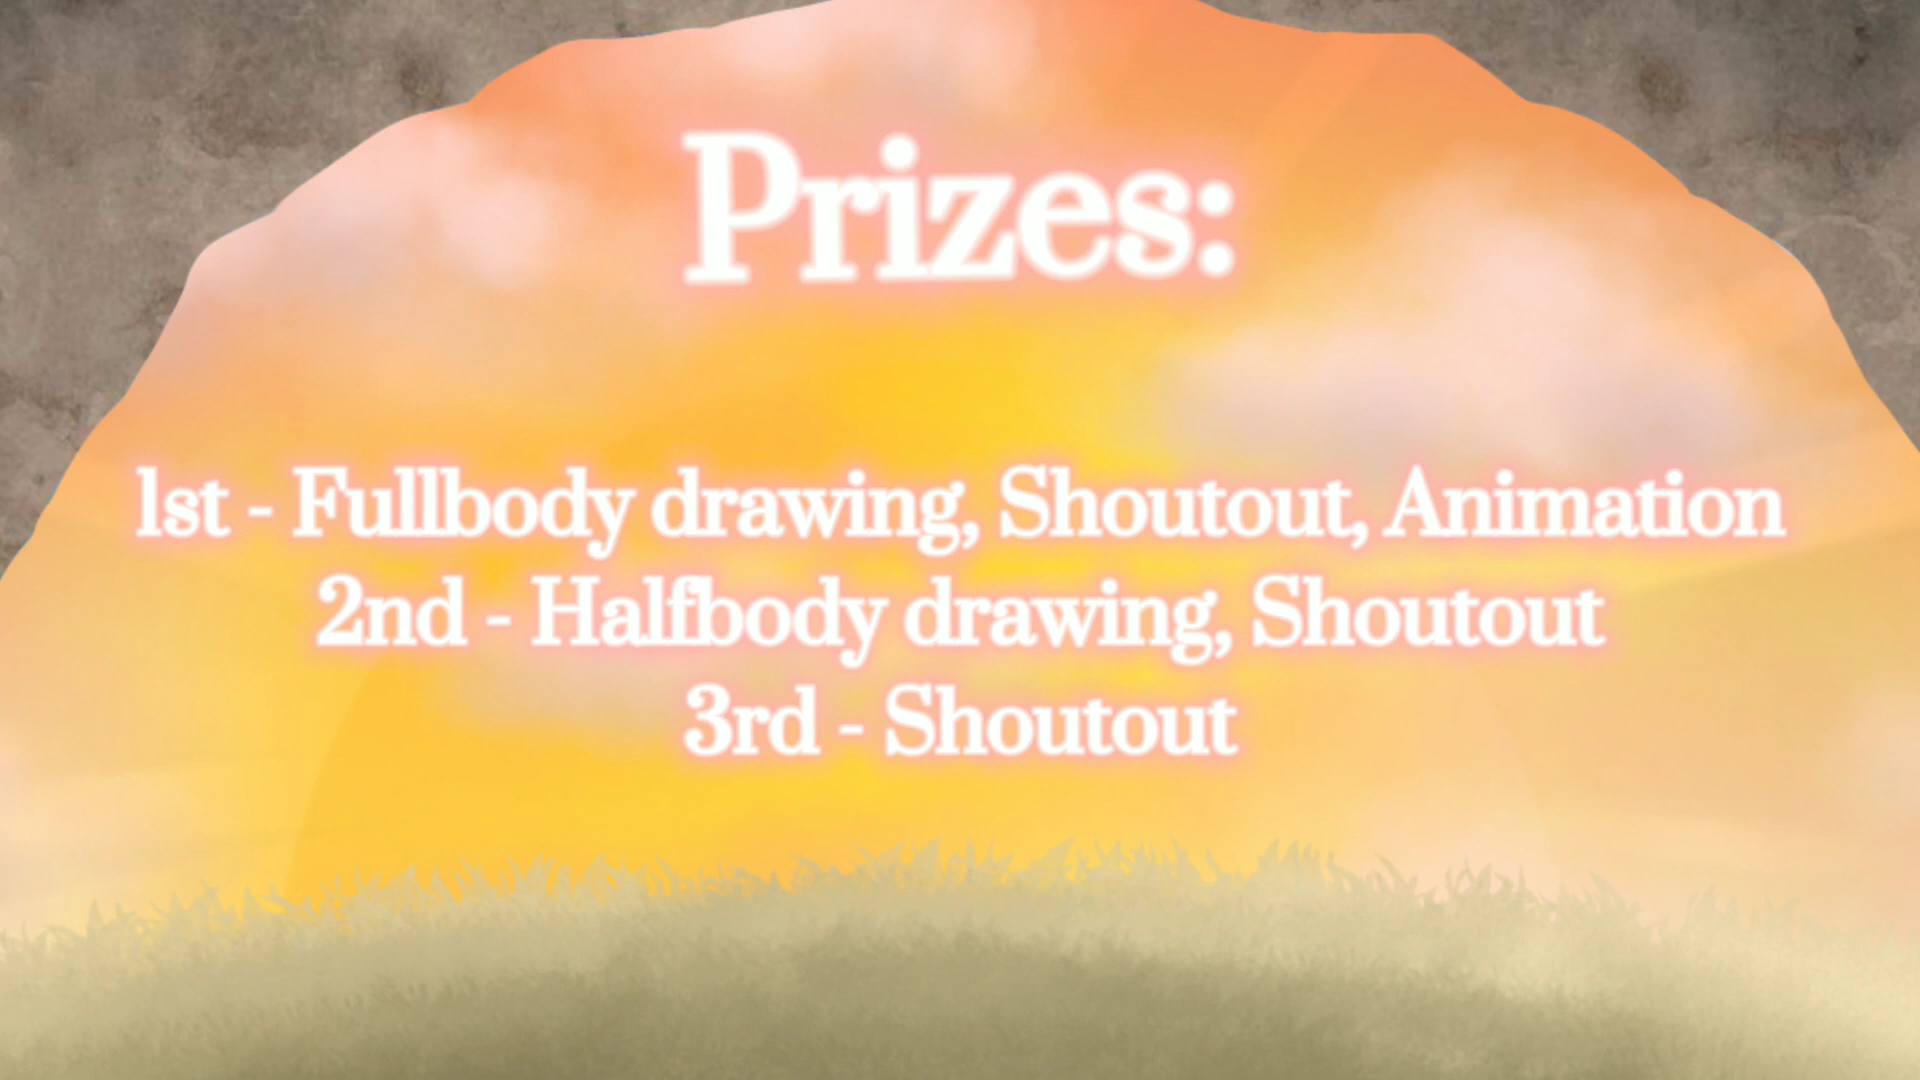 Prizes:
1st - Fullbody drawing, Shoutout, Animation
2nd - Halfbody drawing, Shoutout
3rd - Shoutout